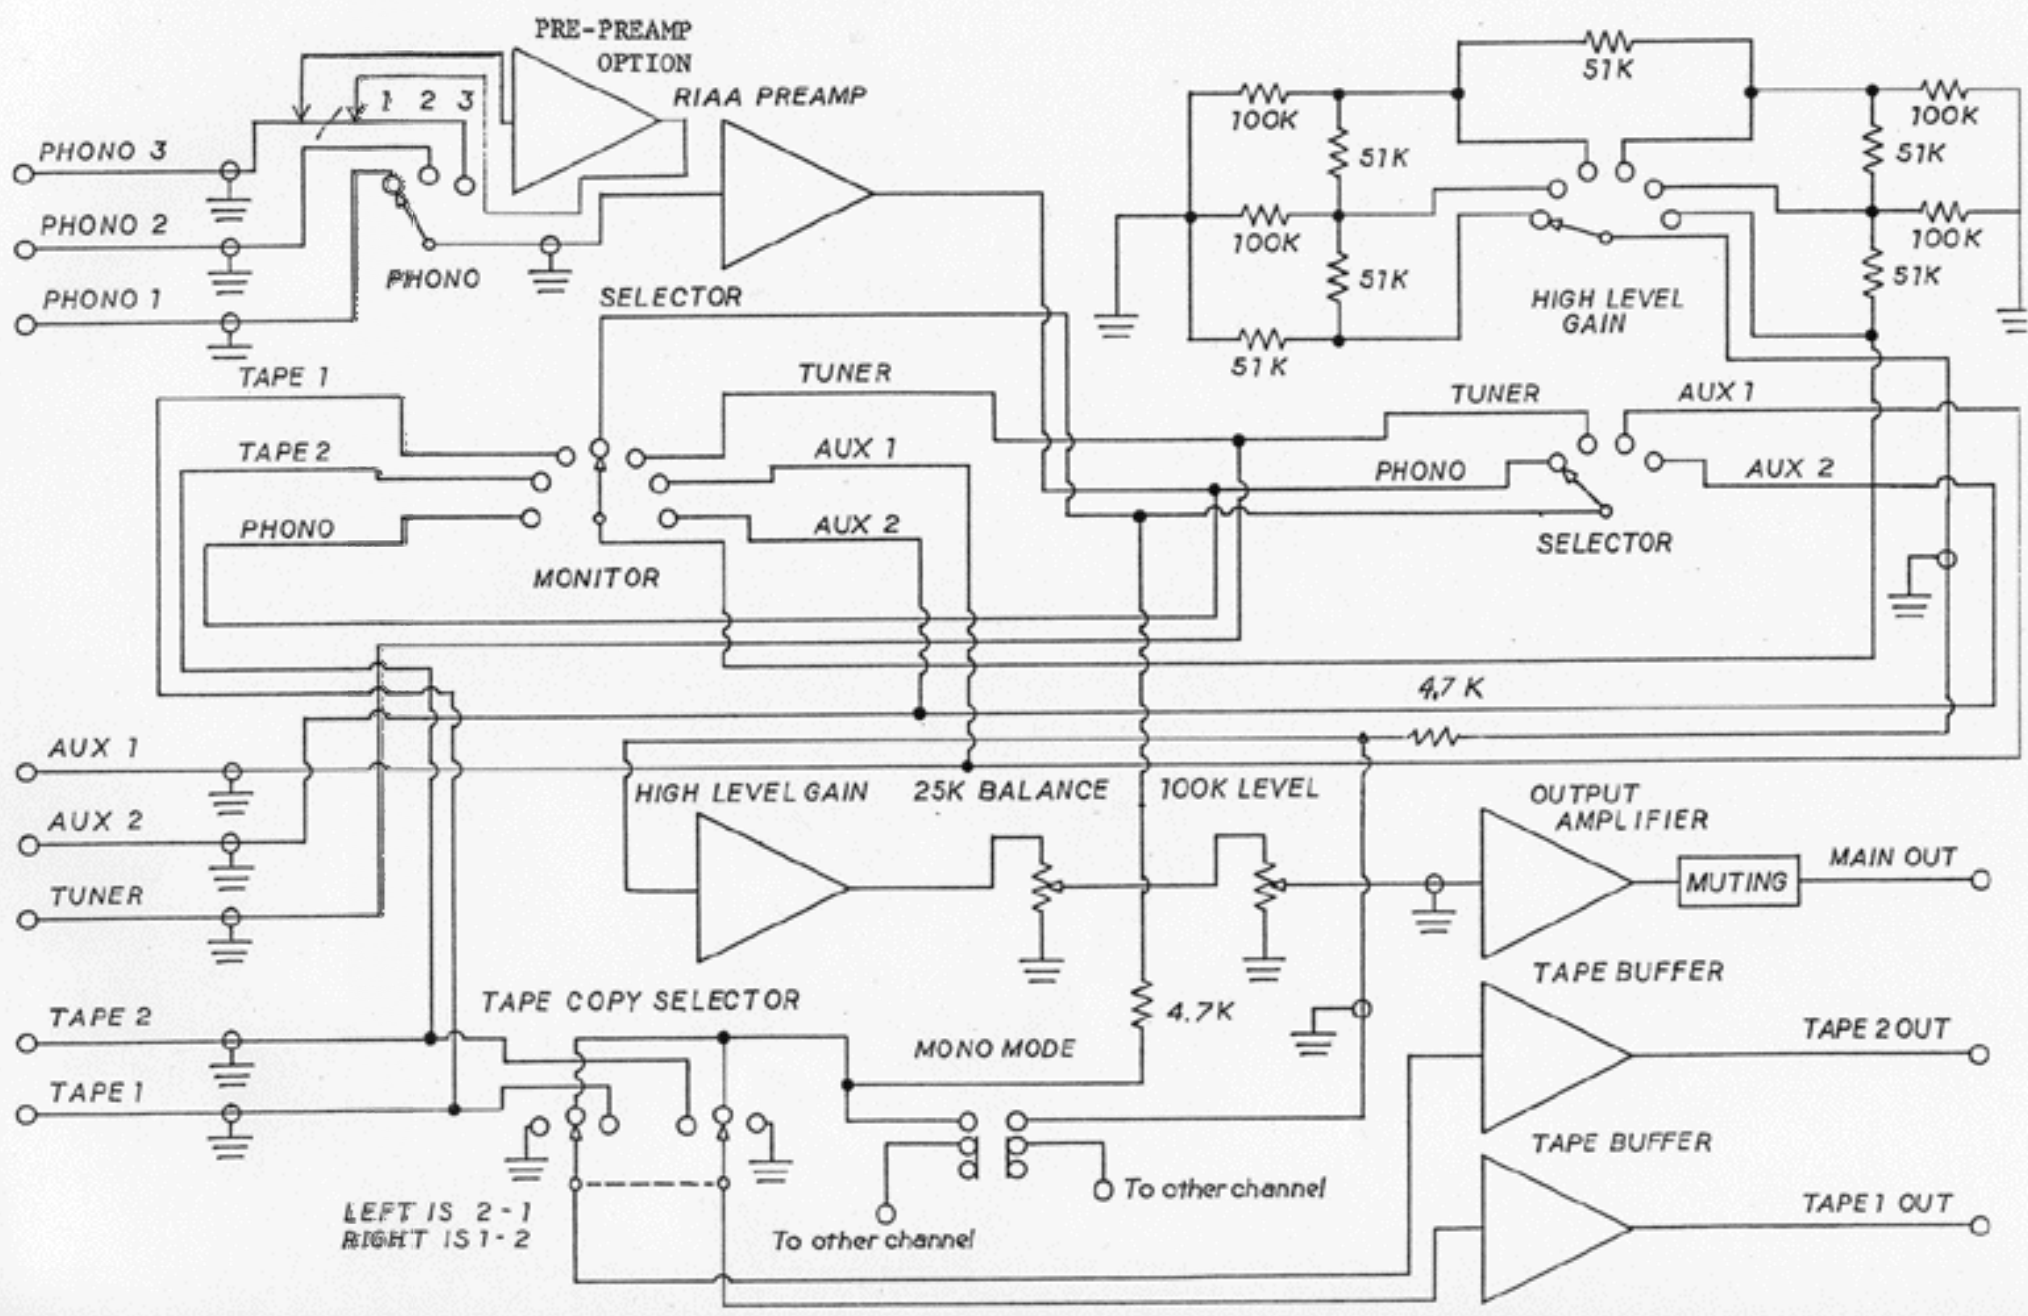 PRE-PREAMP
OPTION
RIAA PREAMP
1 2 3
PHONO 3
PHONO 2
PHONO 1
PHONO
SELECTOR
51K
100K
100K
51K
51K
100K
100K
51K
51K
51K
HIGH LEVEL
GAIN
TAPE 1
TUNER
TUNER
AUX 1
TAPE 2
AUX 1
PHONO
AUX 2
PHONO
AUX 2
SELECTOR
MONITOR
4.7 K
AUX 1
HIGH LEVEL GAIN
25K BALANCE
100K LEVEL
OUTPUT
AMPLIFIER
AUX 2
MAIN OUT
MUTING
TUNER
TAPE BUFFER
TAPE COPY SELECTOR
4.7K
TAPE 2
TAPE 2 OUT
MONO MODE
TAPE 1
TAPE BUFFER
To other channel
TAPE 1 OUT
LEFT IS 2-1
RIGHT IS 1-2
To other channel